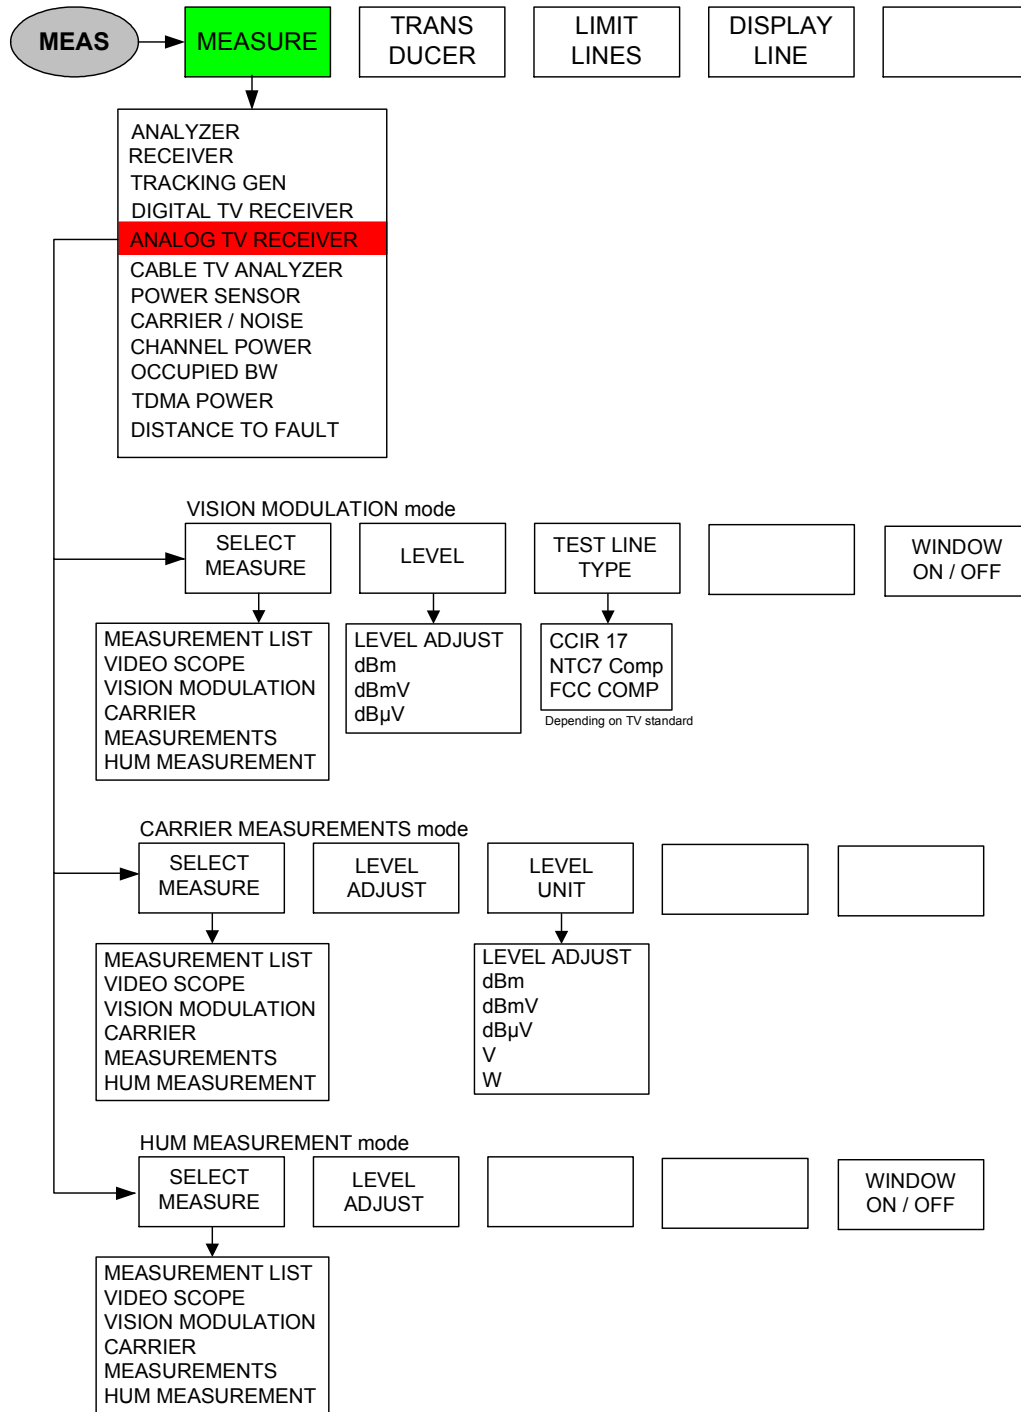 MEAS
MEASURE
TRANS
DUCER
LIMIT
LINES
DISPLAY
LINE
ANALYZER
RECEIVER
TRACKING GEN
DIGITAL TV RECEIVER
ANALOG TV RECEIVER
CABLE TV ANALYZER
POWER SENSOR
CARRIER / NOISE
CHANNEL POWER
OCCUPIED BW
TDMA POWER
DISTANCE TO FAULT
VISION MODULATION mode
SELECT
MEASURE
LEVEL
TEST LINE
TYPE
WINDOW
ON / OFF
MEASUREMENT LIST
VIDEO SCOPE
VISION MODULATION
CARRIER
MEASUREMENTS
HUM MEASUREMENT
LEVEL ADJUST
dBm
dBmV
dBµV
CCIR 17
NTC7 Comp
FCC COMP
Depending on TV standard
CARRIER MEASUREMENTS mode
SELECT
MEASURE
LEVEL
ADJUST
LEVEL
UNIT
MEASUREMENT LIST
VIDEO SCOPE
VISION MODULATION
CARRIER
MEASUREMENTS
HUM MEASUREMENT
LEVEL ADJUST
dBm
dBmV
dBµV
V
W
HUM MEASUREMENT mode
SELECT
MEASURE
LEVEL
ADJUST
WINDOW
ON / OFF
MEASUREMENT LIST
VIDEO SCOPE
VISION MODULATION
CARRIER
MEASUREMENTS
HUM MEASUREMENT